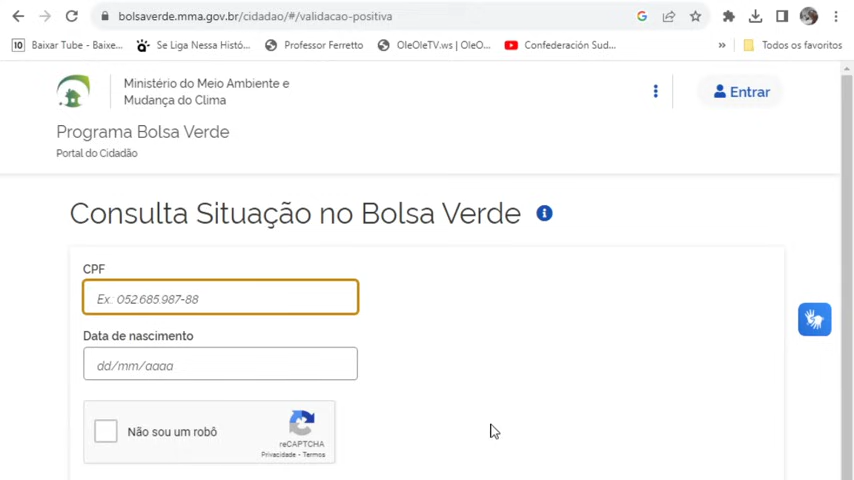 bolsaverde.mma.gov.br/cidadao/#/validacao-positiva
10 Baixar Tube - Baixe... Se Liga Nessa Histó... Professor Ferretto OleOleTV.ws | OleO... Confederación Sud... » Todos os favoritos
Ministério do Meio Ambiente e
Mudança do Clima
Entrar
Programa Bolsa Verde
Portal do Cidadão
Consulta Situação no Bolsa Verde
CPF
Ex.: 052.685.987-88
Data de nascimento
dd/mm/aaaa
Não sou um robô
reCAPTCHA
Privacidade - Termos